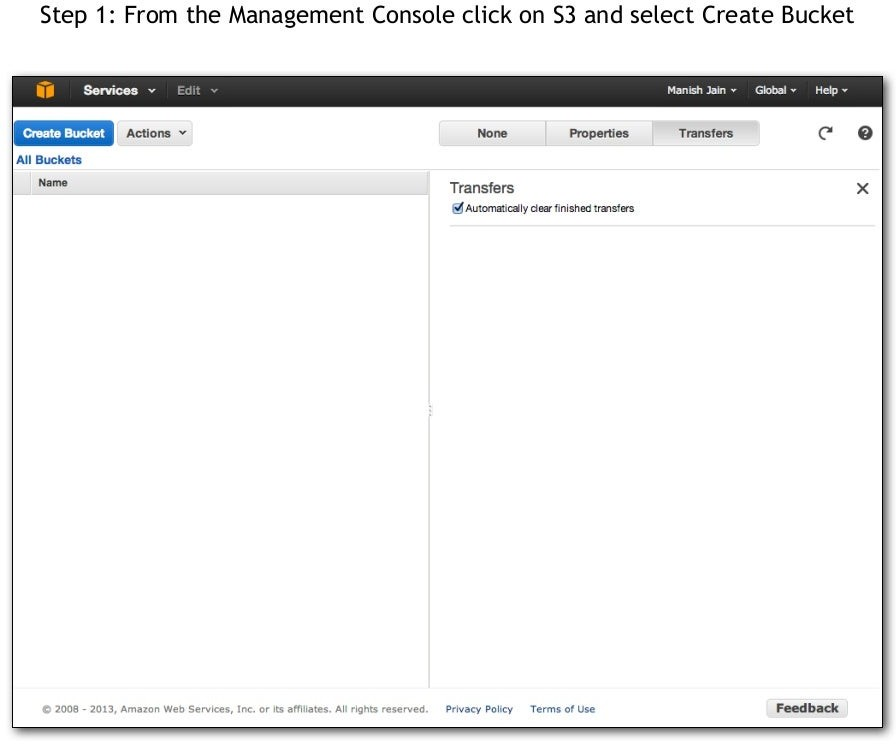 Step 1: From the Management Console click on S3 and select Create Bucket
Services Edit Manish Jain Global Help
Create Bucket Actions None Properties Transfers
All Buckets
Name
Transfers
Automatically clear finished transfers
© 2008 - 2013, Amazon Web Services, Inc. or its affiliates. All rights reserved. Privacy Policy Terms of Use Feedback